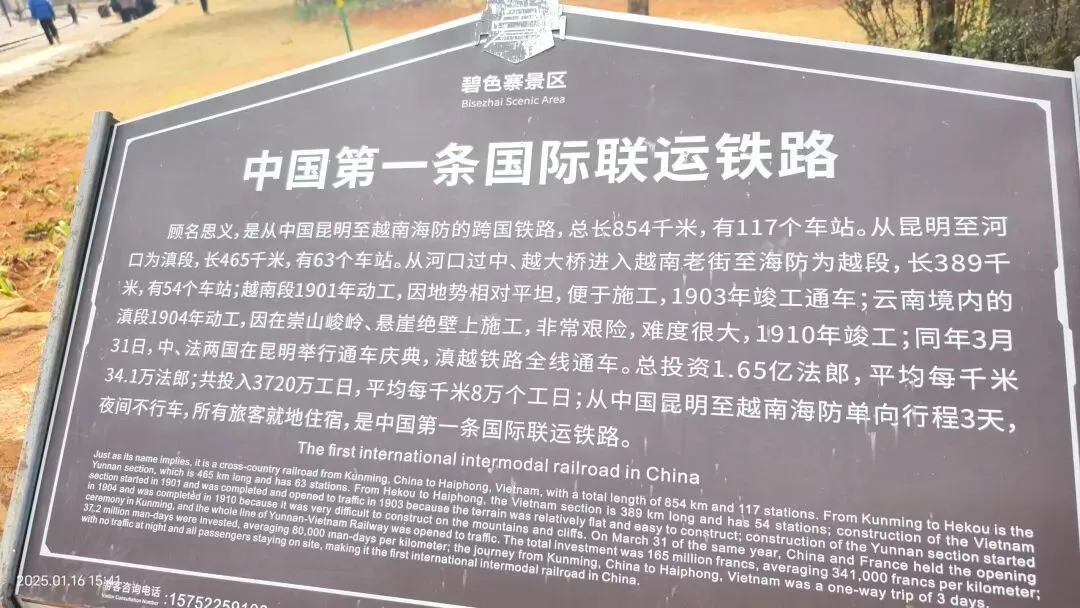 碧色寨景区
Bisezhai Scenic Area
中国第一条国际联运铁路
顾名思义，是从中国昆明至越南海防的跨国铁路，总长854千米，有117个车站。从昆明至河
口为滇段，长465千米，有63个车站。从河口过中、越大桥进入越南老街至海防为越段，长389千
米，有54个车站；越南段1901年动工，因地势相对平坦，便于施工，1903年竣工通车；云南境内的
滇段1904年动工，因在崇山峻岭、悬崖绝壁上施工，非常艰险，难度很大，1910年竣工；同年3月
31日，中、法两国在昆明举行通车庆典，滇越铁路全线通车。总投资1.65亿法郎，平均每千米
34.1万法郎；共投入3720万工日，平均每千米8万个工日；从中国昆明至越南海防单向行程3天，
夜间不行车，所有旅客就地住宿，是中国第一条国际联运铁路。
The first international intermodal railroad in China
Just as its name implies, it is a cross-country railroad from Kunming, China to Haiphong, Vietnam, with a total length of 854 km and 117 stations. From Kunming to Hekou is the
Yunnan section, which is 465 km long and has 63 stations. From Hekou to Haiphong, the Vietnam section is 389 km long and has 54 stations; construction of the Vietnam
section started in 1901 and was completed and opened to traffic in 1903 because the terrain was relatively flat and easy to construct; construction of the Yunnan section started
in 1904 and was completed in 1910 because it was very difficult to construct on the mountains and cliffs. On March 31 of the same year, China and France held the opening
ceremony in Kunming, and the whole line of Yunnan-Vietnam Railway was opened to traffic. The total investment was 165 million francs, averaging 341,000 francs per kilometer;
37.2 million man-days were invested, averaging 80,000 man-days per kilometer; the journey from Kunming, China to Haiphong, Vietnam was a one-way trip of 3 days,
with no traffic at night and all passengers staying on site, making it the first international intermodal railroad in China.
2025.01.16 15:41
游客咨询电话
Visitor Consultation Number